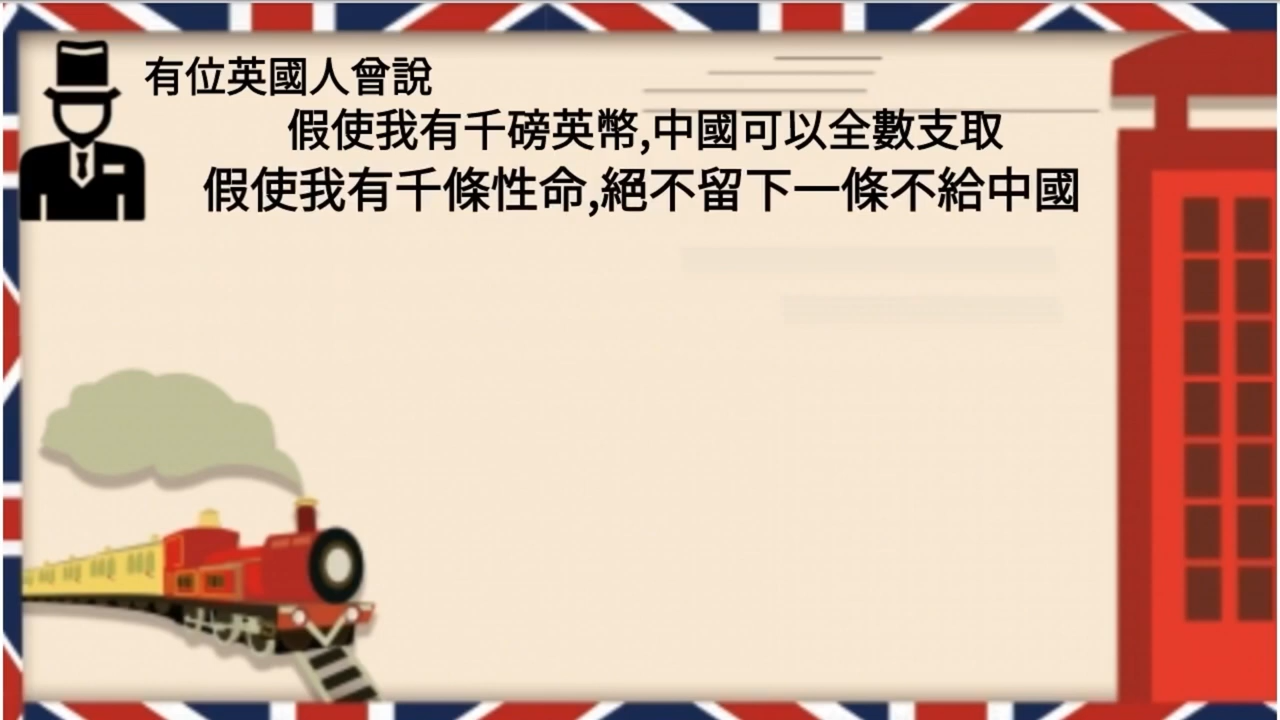 有位英國人曾說
假使我有千磅英幣,中國可以全數支取
假使我有千條性命,絕不留下一條不給中國